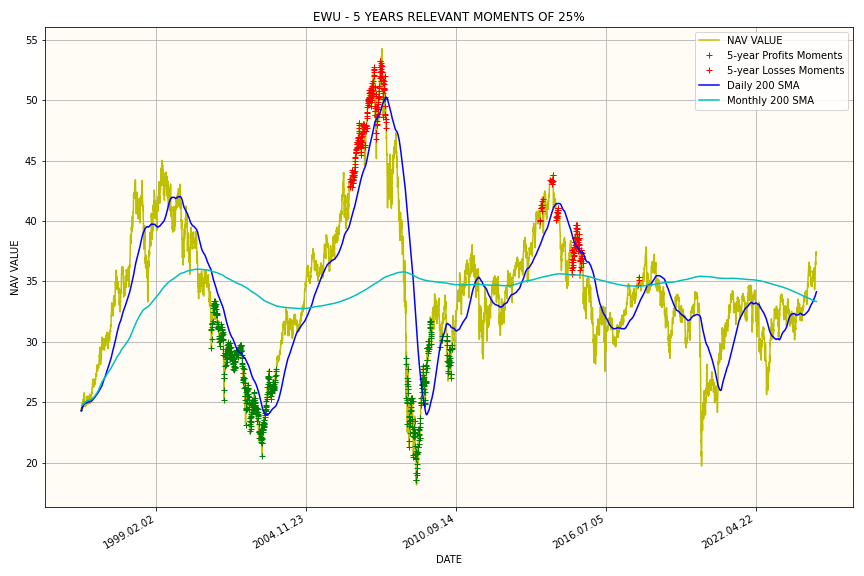 EWU - 5 YEARS RELEVANT MOMENTS OF 25%
NAV VALUE
5-year Profits Moments
5-year Losses Moments
Daily 200 SMA
Monthly 200 SMA
NAV VALUE
55
50
45
40
35
30
25
20
1999.02.02
2004.11.23
2010.09.14
2016.07.05
2022.04.22
DATE